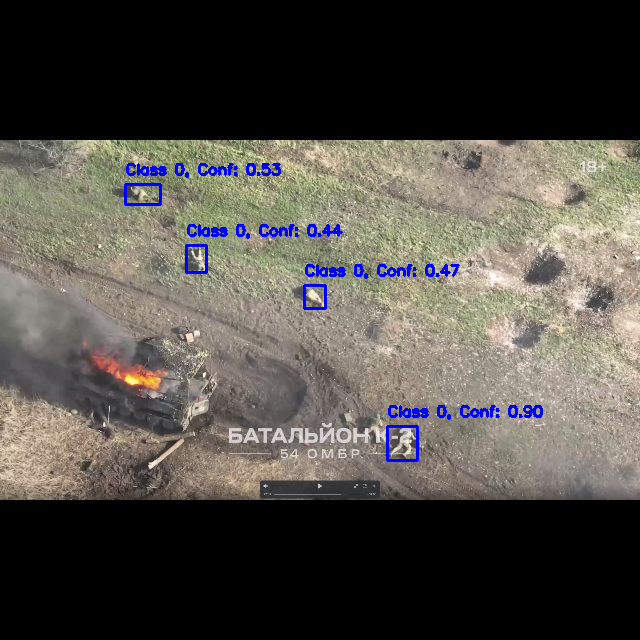 18+
Class 0, Conf: 0.53
Class 0, Conf: 0.44
Class 0, Conf: 0.47
Class 0, Conf: 0.90
БАТАЛЬЙОН
54 ОМБР